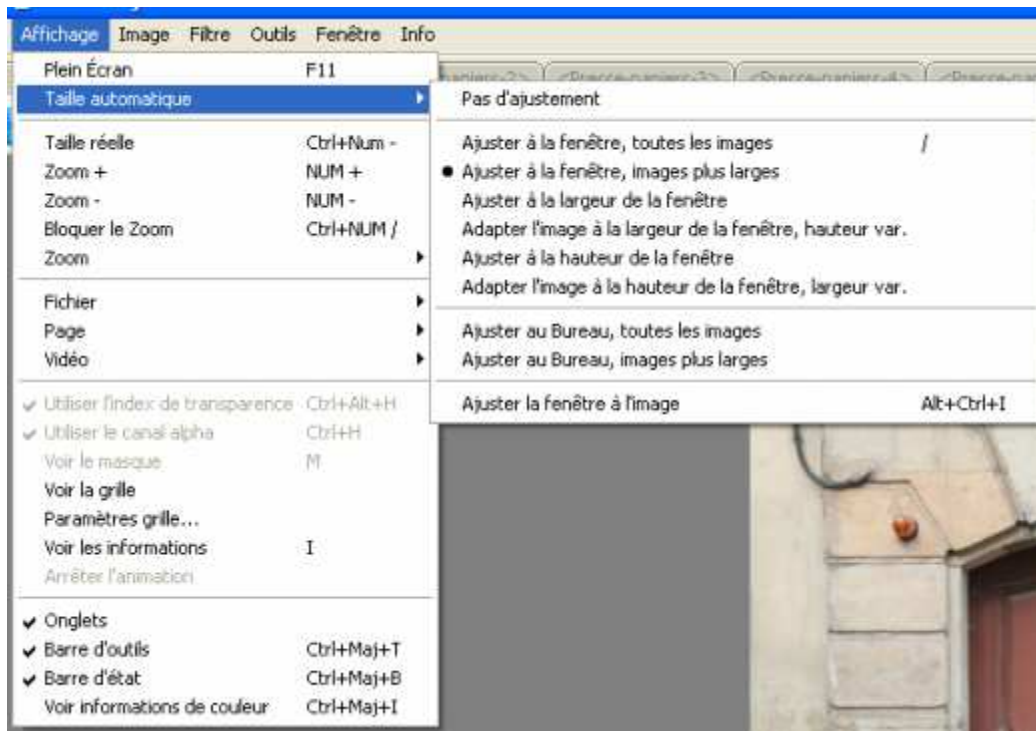 Affichage Image Filtre Outils Fenêtre Info
Plein Écran F11
Taille automatique
Taille réelle Ctrl+Num -
Zoom + NUM +
Zoom - NUM -
Bloquer le Zoom Ctrl+NUM /
Zoom
Fichier
Page
Vidéo
Utiliser l'index de transparence Ctrl+Alt+H
Utiliser le canal alpha Ctrl+H
Voir le masque M
Voir la grille
Paramètres grille...
Voir les informations I
Arrêter l'animation
Onglets
Barre d'outils Ctrl+Maj+T
Barre d'état Ctrl+Maj+B
Voir informations de couleur Ctrl+Maj+I
<Presse-papiers-3> <Presse-papiers-4>
Pas d'ajustement
Ajuster à la fenêtre, toutes les images /
Ajuster à la fenêtre, images plus larges
Ajuster à la largeur de la fenêtre
Adapter l'image à la largeur de la fenêtre, hauteur var.
Ajuster à la hauteur de la fenêtre
Adapter l'image à la hauteur de la fenêtre, largeur var.
Ajuster au Bureau, toutes les images
Ajuster au Bureau, images plus larges
Ajuster la fenêtre à l'image Alt+Ctrl+I